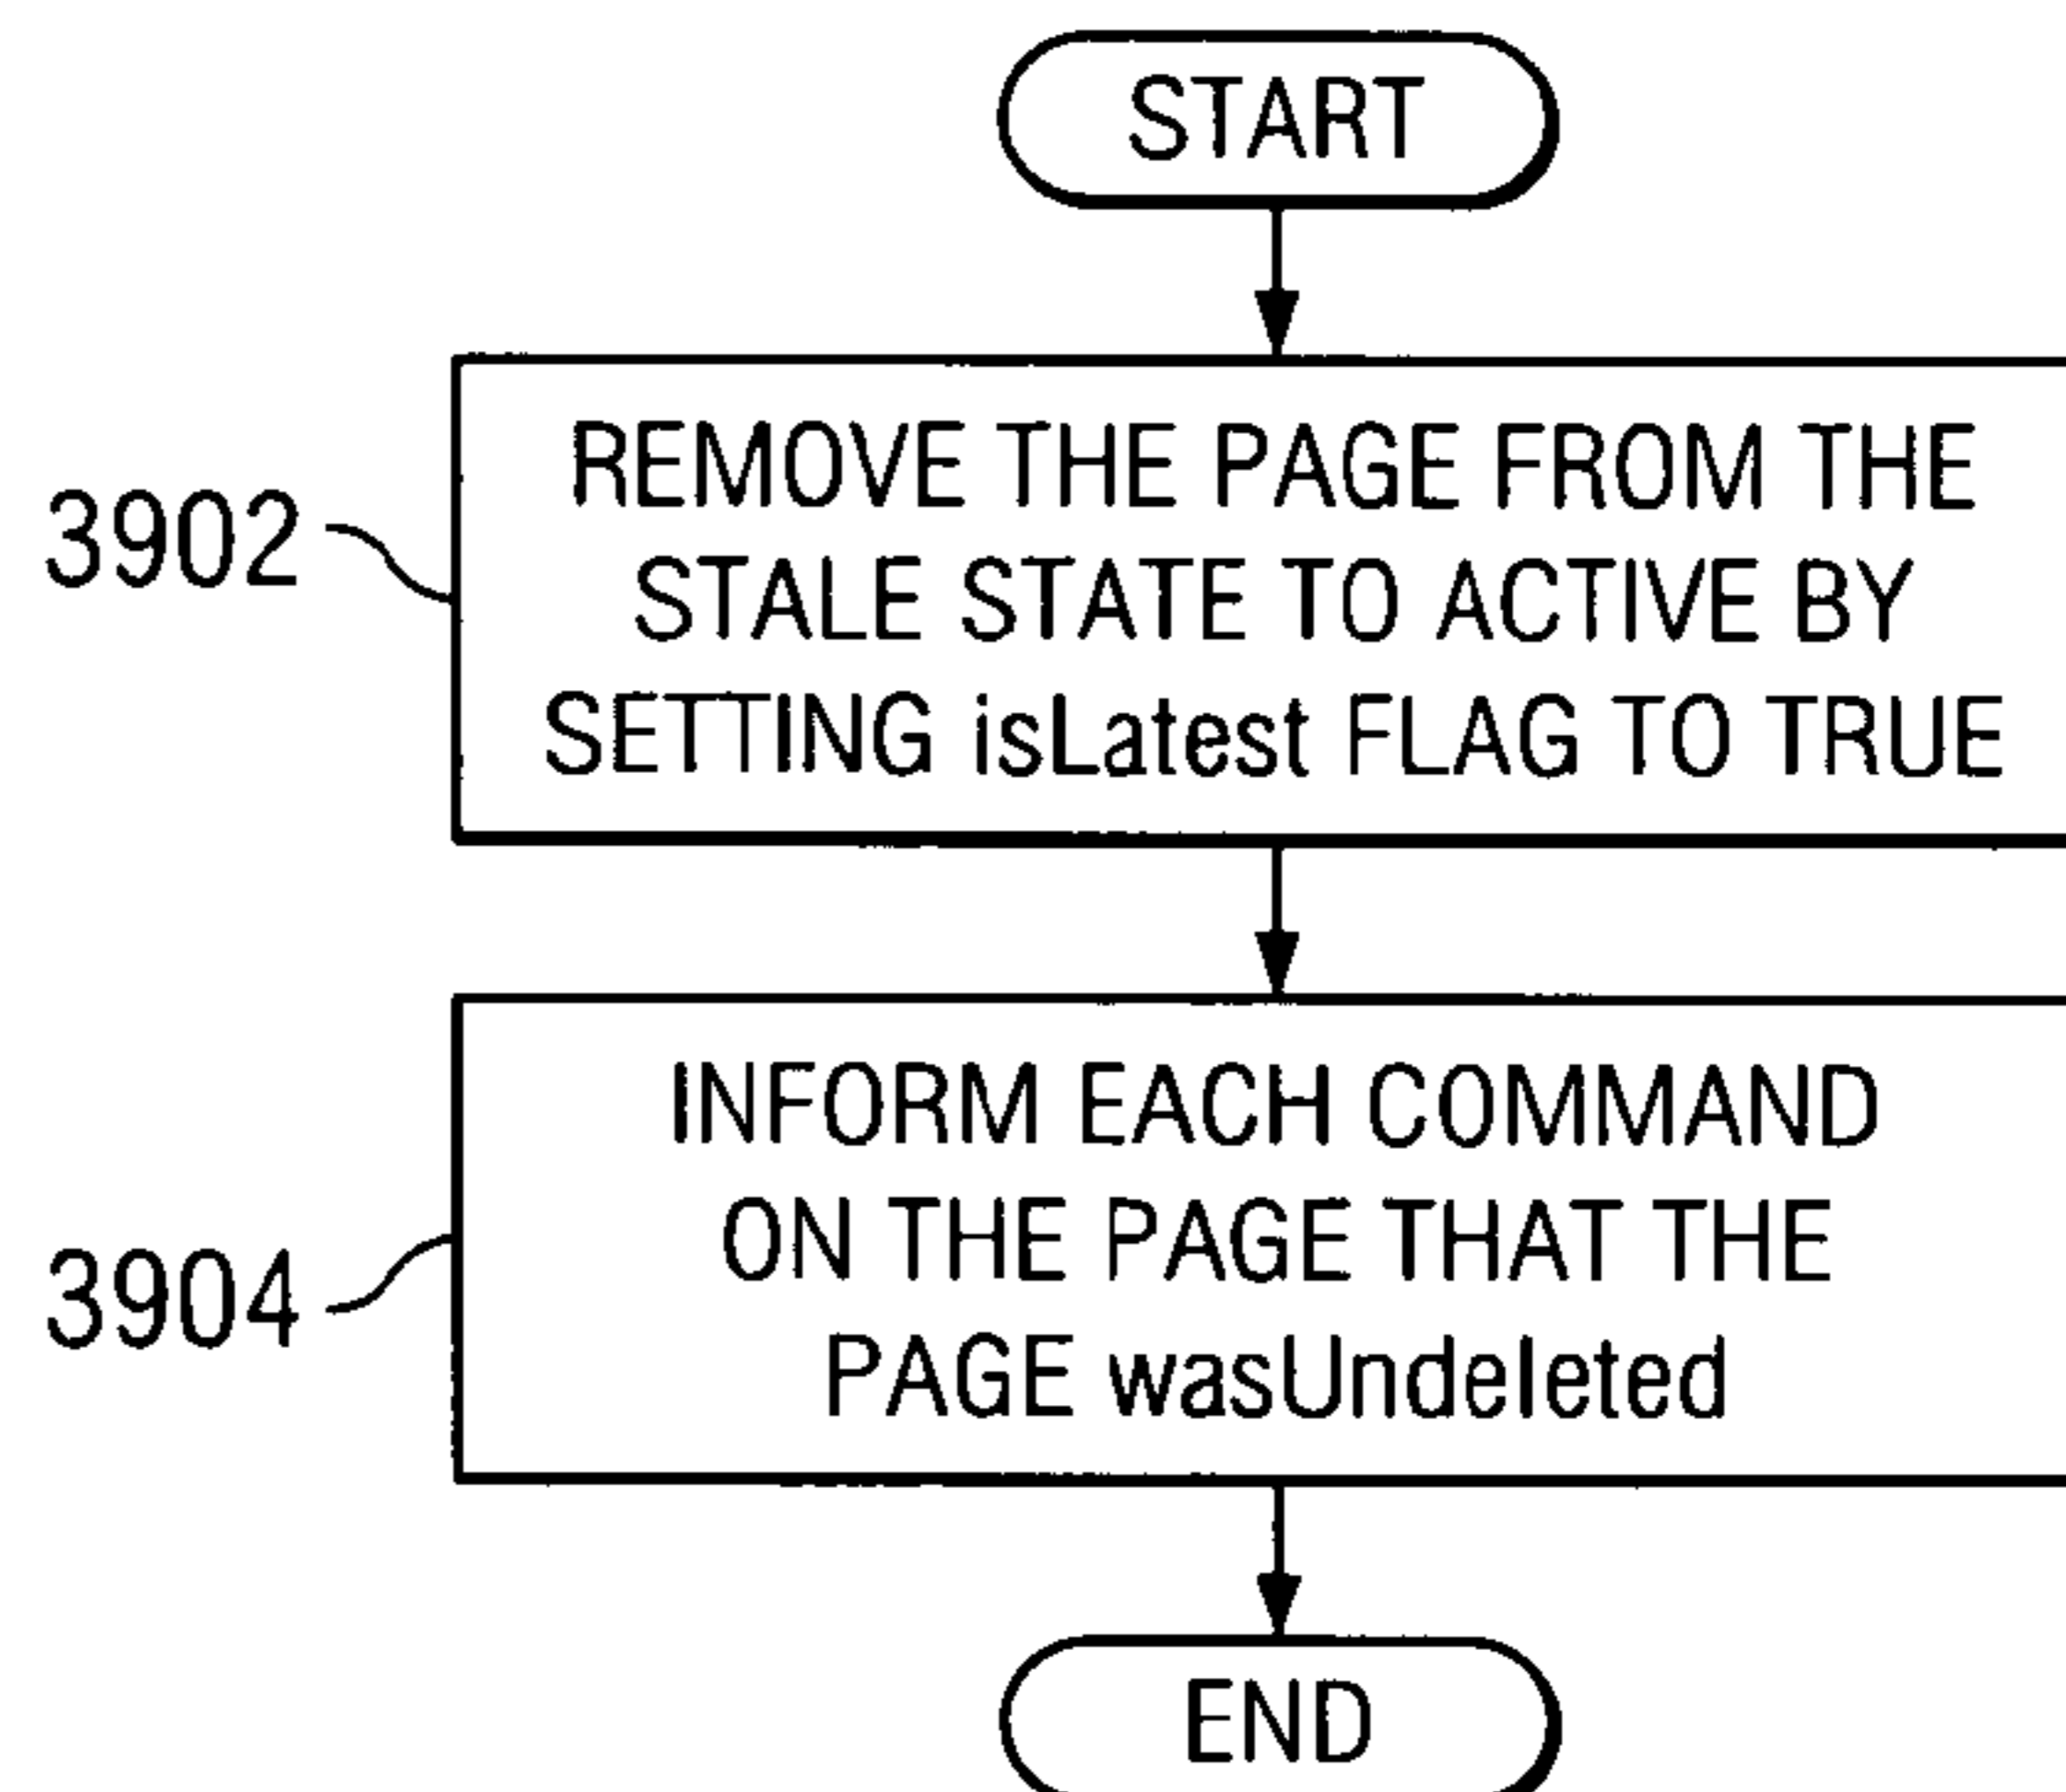 START
REMOVE THE PAGE FROM THE
STALE STATE TO ACTIVE BY
SETTING isLatest FLAG TO TRUE
3902
INFORM EACH COMMAND
ON THE PAGE THAT THE
PAGE wasUndeleted
3904
END